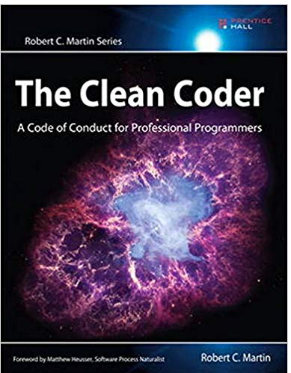 PRENTICE
HALL
Robert C. Martin Series
The Clean Coder
A Code of Conduct for Professional Programmers
Foreword by Matthew Heusser, Software Process Naturalist
Robert C. Martin